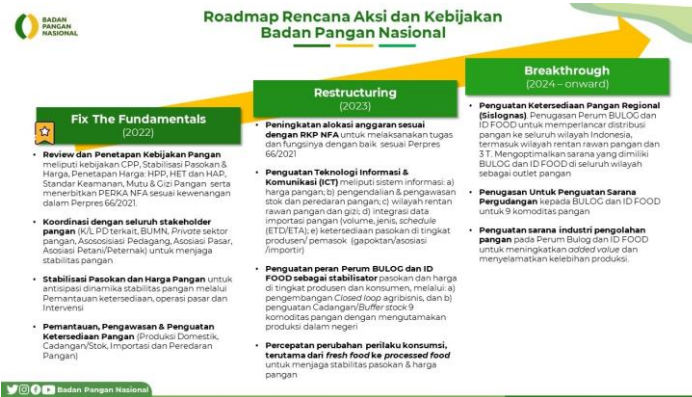 BADAN
PANGAN
NASIONAL
Roadmap Rencana Aksi dan Kebijakan
Badan Pangan Nasional
Fix The Fundamentals
(2022)
• Review dan Penetapan Kebijakan Pangan
meliputi kebijakan CPP, Stabilisasi Pasokan &
Harga, Penetapan Harga: HPP, HET dan HAP,
Standar Keamanan, Mutu & Gizi Pangan serta
menerbitkan PERKA NFA sesuai kewenangan
dalam Perpres 66/2021.
• Koordinasi dengan seluruh stakeholder
pangan (K/L PD terkait, BUMN, Private sektor
pangan, Asososisiasi Pedagang, Asosiasi Pasar,
Asosiasi Petani/Peternak) untuk menjaga
stabilitas pangan
• Stabilisasi Pasokan dan Harga Pangan untuk
antisipasi dinamika stabilitas pangan melalui
Pemantauan ketersediaan, operasi pasar dan
Intervensi
• Pemantauan, Pengawasan & Penguatan
Ketersediaan Pangan (Produksi Domestik,
Cadangan/Stok, Importasi dan Peredaran
Pangan)
Restructuring
(2023)
• Peningkatan alokasi anggaran sesuai
dengan RKP NFA untuk melaksanakan tugas
dan fungsinya dengan baik sesuai Perpres
66/2021
• Penguatan Teknologi Informasi &
Komunikasi (ICT) meliputi sistem informasi: a)
harga pangan; b) pengendalian & pengawasan
stok dan peredaran pangan; c) wilayah rentan
rawan pangan dan gizi; d) integrasi data
importasi pangan (volume, jenis, schedule
(ETD/ETA); e) ketersediaan pasokan di tingkat
produsen/ pemasok (gapoktan/asosiasi
/importir)
• Penguatan peran Perum BULOG dan ID
FOOD sebagai stabilisator pasokan dan harga
di tingkat produsen dan konsumen, melalui: a)
pengembangan Closed loop agribisnis, dan b)
penguatan Cadangan/Buffer stock 9
komoditas pangan dengan mengutamakan
produksi dalam negeri
• Percepatan perubahan perilaku konsumsi,
terutama dari fresh food ke processed food
untuk menjaga stabilitas pasokan & harga
pangan
Breakthrough
(2024 – onward)
• Penguatan Ketersediaan Pangan Regional
(Sislognas). Penugasan Perum BULOG dan
ID FOOD untuk memperlancar distribusi
pangan ke seluruh wilayah Indonesia,
termasuk wilayah rentan rawan pangan dan
3 T. Mengoptimalkan sarana yang dimiliki
BULOG dan ID FOOD di seluruh wilayah
sebagai outlet pangan
• Penugasan Untuk Penguatan Sarana
Pergudangan kepada BULOG dan ID FOOD
untuk 9 komoditi pangan
• Penguatan sarana industri pengolahan
pangan pada Perum Bulog dan ID FOOD
untuk meningkatkan added value dan
menyelamatkan kelebihan produksi.
Badan Pangan Nasional